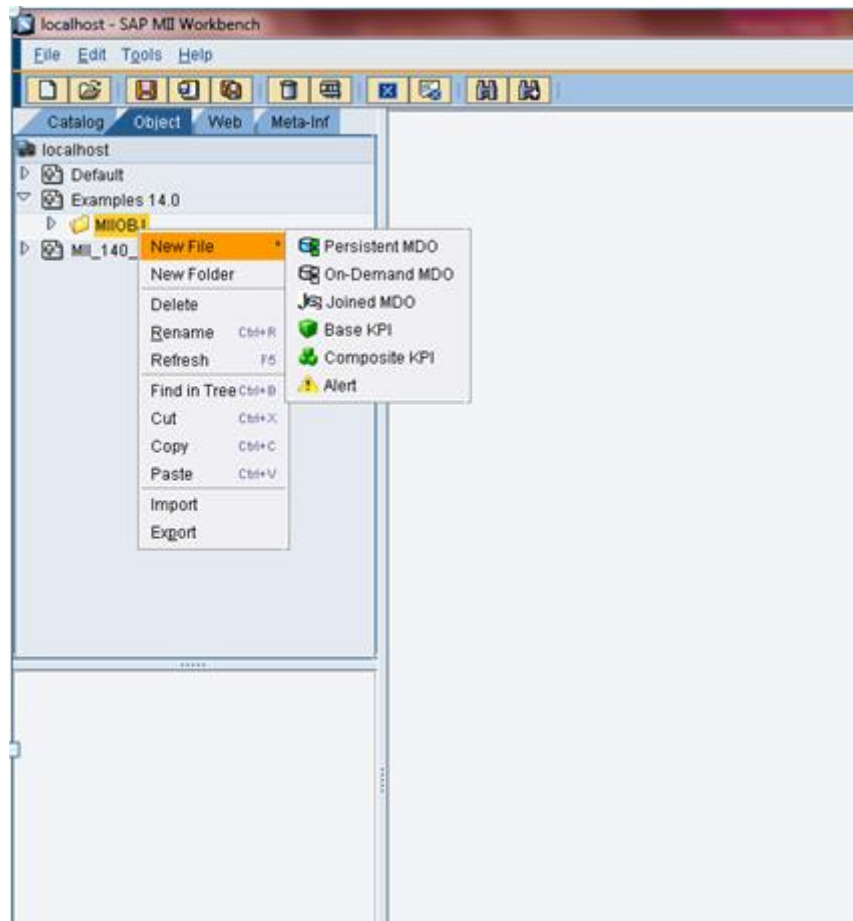 localhost - SAP MII Workbench
File Edit Tools Help
Catalog Object Web Meta-Inf
localhost
Default
Examples 14.0
MIIOBJ
MII_140_
New File
New Folder
Delete
Rename Ctrl+R
Refresh F5
Find in Tree Ctrl+B
Cut Ctrl+X
Copy Ctrl+C
Paste Ctrl+V
Import
Export
Persistent MDO
On-Demand MDO
Joined MDO
Base KPI
Composite KPI
Alert